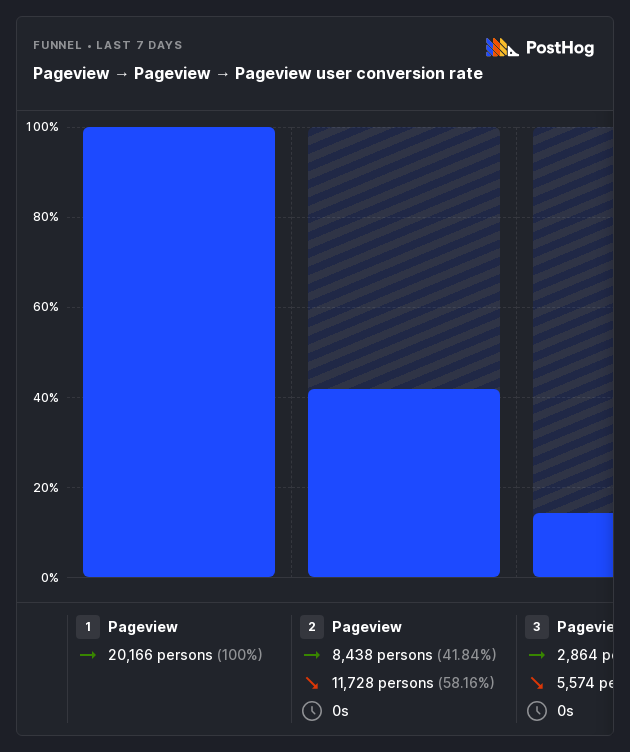 FUNNEL • LAST 7 DAYS
PostHog
Pageview → Pageview → Pageview user conversion rate
100%
80%
60%
40%
20%
0%
1 Pageview
20,166 persons (100%)
2 Pageview
8,438 persons (41.84%)
11,728 persons (58.16%)
0s
3
2,864
5,574
0s